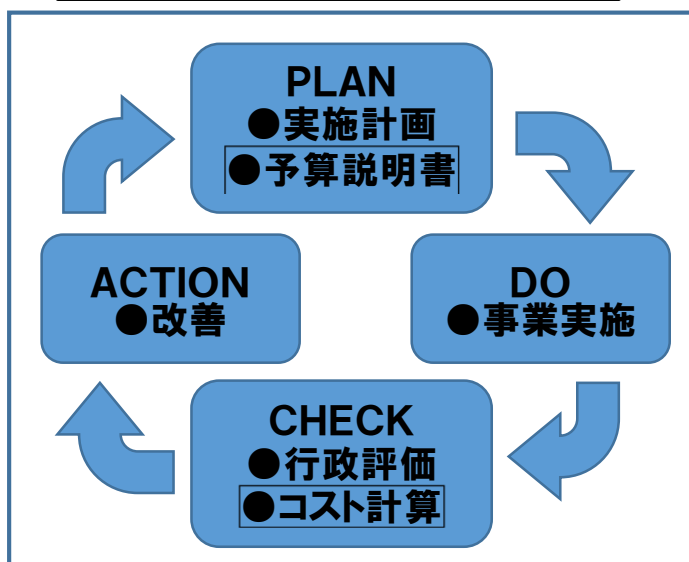 PLAN
●実施計画
●予算説明書
ACTION
●改善
DO
●事業実施
CHECK
●行政評価
●コスト計算